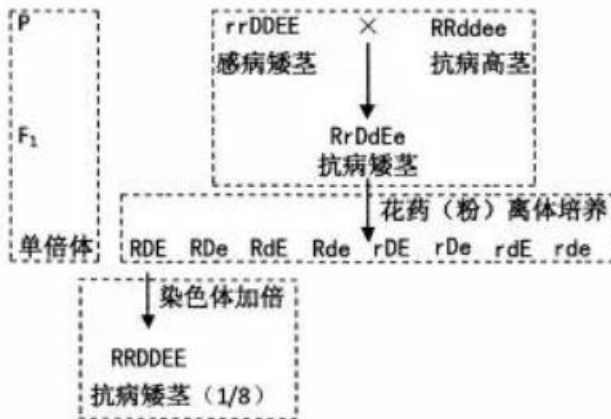 P rrDDEE × RRddee
感病矮茎 抗病高茎
F₁ RrDdEe
抗病矮茎
花药（粉）离体培养
单倍体 RDE RDe RdE Rde rDE rDe rdE rde
染色体加倍
RRDDEE
抗病矮茎（1/8）